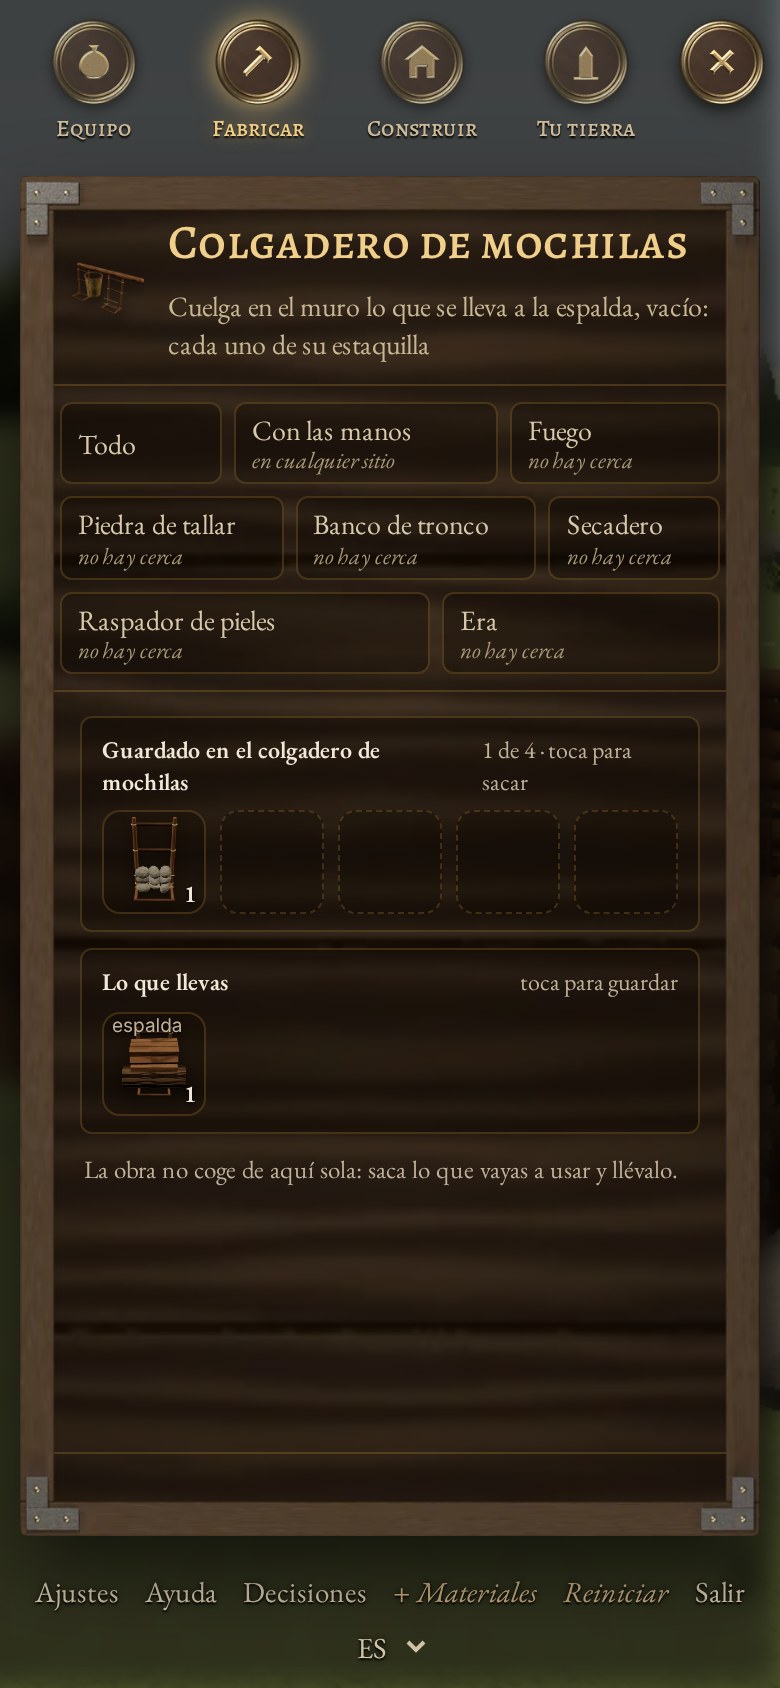 Equipo
Fabricar
Construir
Tu tierra
Colgadero de mochilas
Cuelga en el muro lo que se lleva a la espalda, vacío:
cada uno de su estaquilla
Todo
Con las manos
en cualquier sitio
Fuego
no hay cerca
Piedra de tallar
no hay cerca
Banco de tronco
no hay cerca
Secadero
no hay cerca
Raspador de pieles
no hay cerca
Era
no hay cerca
Guardado en el colgadero de
mochilas
1 de 4 · toca para
sacar
1
Lo que llevas
toca para guardar
espalda
1
La obra no coge de aquí sola: saca lo que vayas a usar y llévalo.
Ajustes
Ayuda
Decisiones
+ Materiales
Reiniciar
Salir
ES